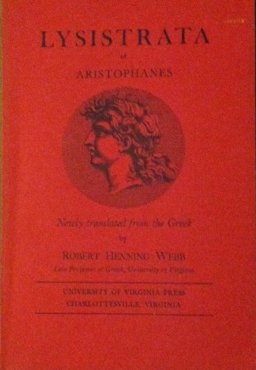 LYSISTRATA
of
ARISTOPHANES
Newly translated from the Greek
by
ROBERT HENNING WEBB
Late Professor of Greek, University of Virginia
UNIVERSITY OF VIRGINIA PRESS
CHARLOTTESVILLE, VIRGINIA